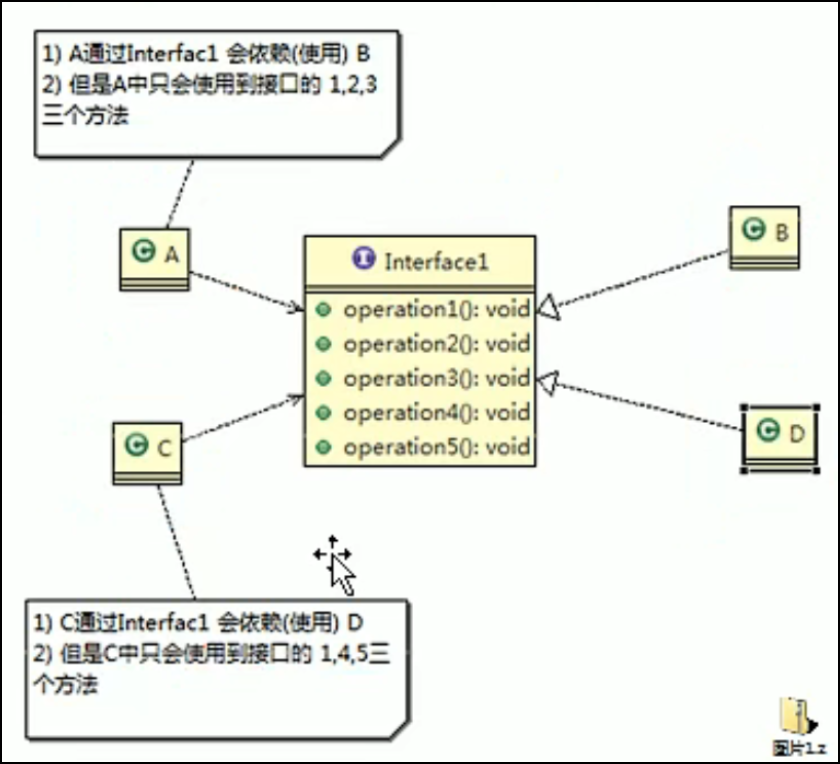 1) A通过Interfac1 会依赖(使用) B
2) 但是A中只会使用到接口的 1,2,3
三个方法
A
B
Interface1
operation1(): void
operation2(): void
operation3(): void
operation4(): void
operation5(): void
C
D
1) C通过Interfac1 会依赖(使用) D
2) 但是C中只会使用到接口的 1,4,5三
个方法
图片1.z